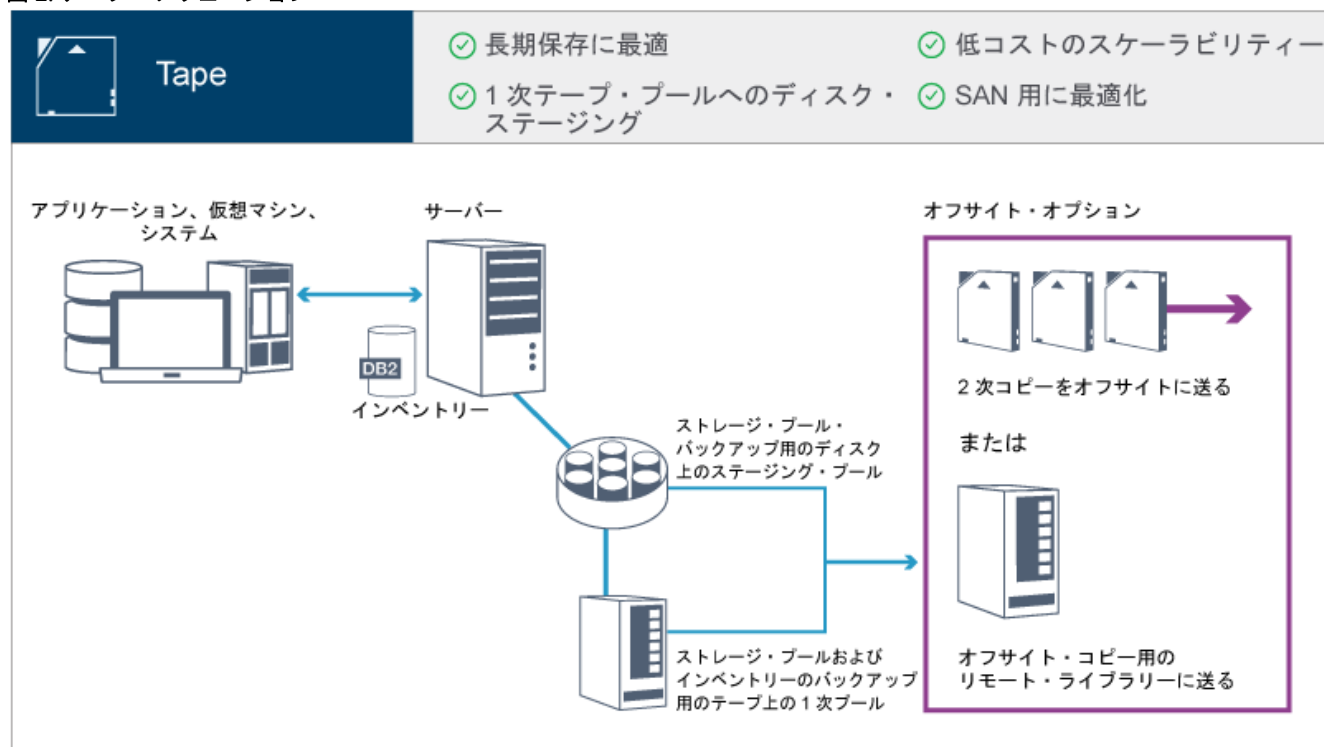 Tape
長期保存に最適
1 次テープ・プールへのディスク・
ステージング
低コストのスケーラビリティー
SAN 用に最適化
アプリケーション、仮想マシン、
システム
サーバー
DB2
インベントリー
ストレージ・プール・
バックアップ用のディスク
上のステージング・プール
ストレージ・プールおよび
インベントリーのバックアップ
用のテープ上の 1 次プール
オフサイト・オプション
2 次コピーをオフサイトに送る
または
オフサイト・コピー用の
リモート・ライブラリーに送る